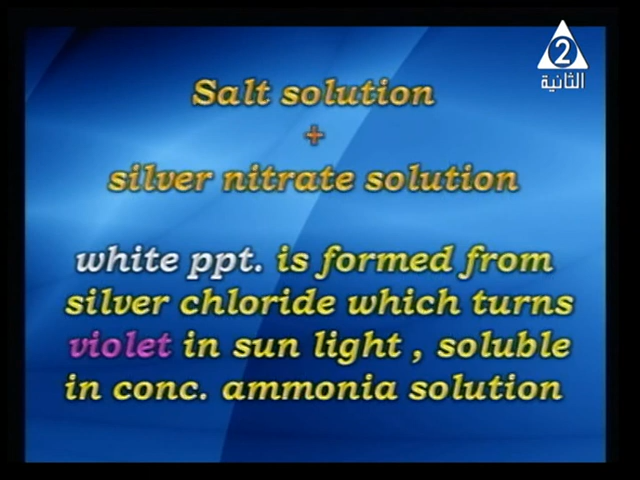 2
الثانية
Salt solution
+
silver nitrate solution
white ppt. is formed from
silver chloride which turns
violet in sun light , soluble
in conc. ammonia solution